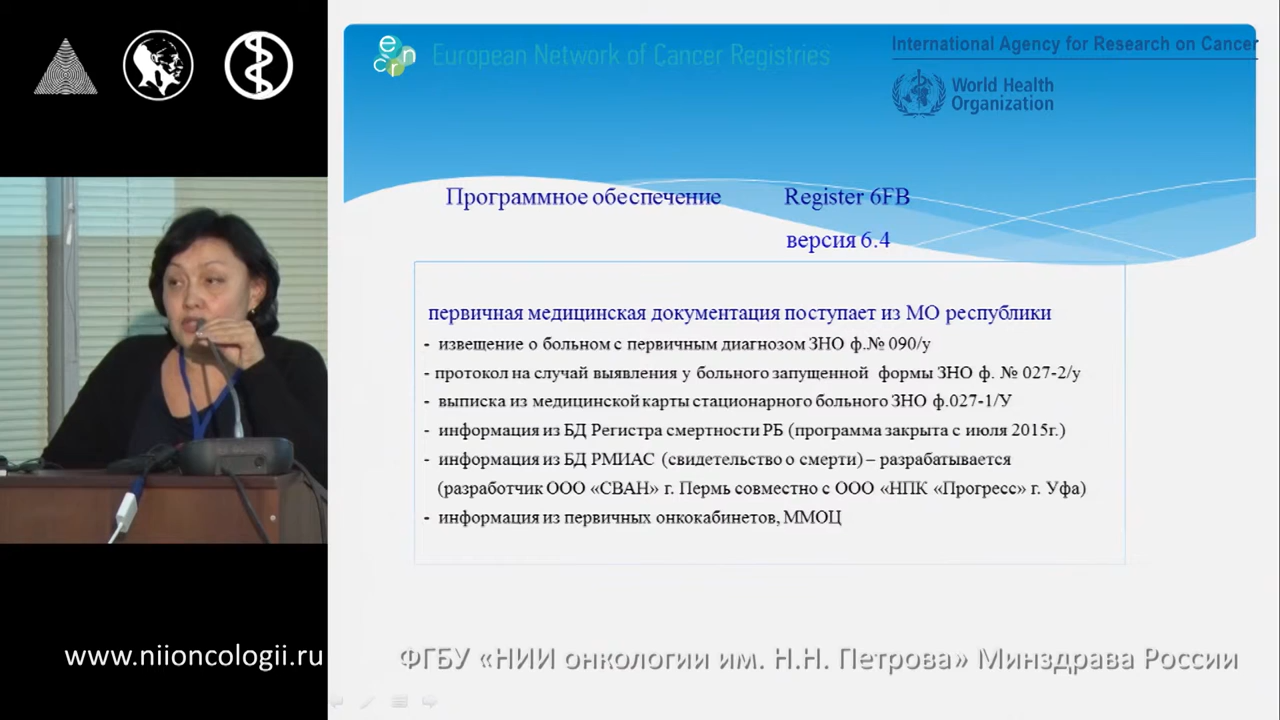 European Network of Cancer Registries
International Agency for Research on Cancer
World Health
Organization
Программное обеспечение Register 6FB
версия 6.4
первичная медицинская документация поступает из МО республики
- извещение о больном с первичным диагнозом ЗНО ф.№ 090/у
- протокол на случай выявления у больного запущенной формы ЗНО ф. № 027-2/у
- выписка из медицинской карты стационарного больного ЗНО ф.027-1/У
- информация из БД Регистра смертности РБ (программа закрыта с июля 2015г.)
- информация из БД РМИАС (свидетельство о смерти) – разрабатывается
(разработчик ООО «СВАН» г. Пермь совместно с ООО «НПК «Прогресс» г. Уфа)
- информация из первичных онкокабинетов, ММОЦ
www.niioncologii.ru
ФГБУ «НИИ онкологии им. Н.Н. Петрова» Минздрава России